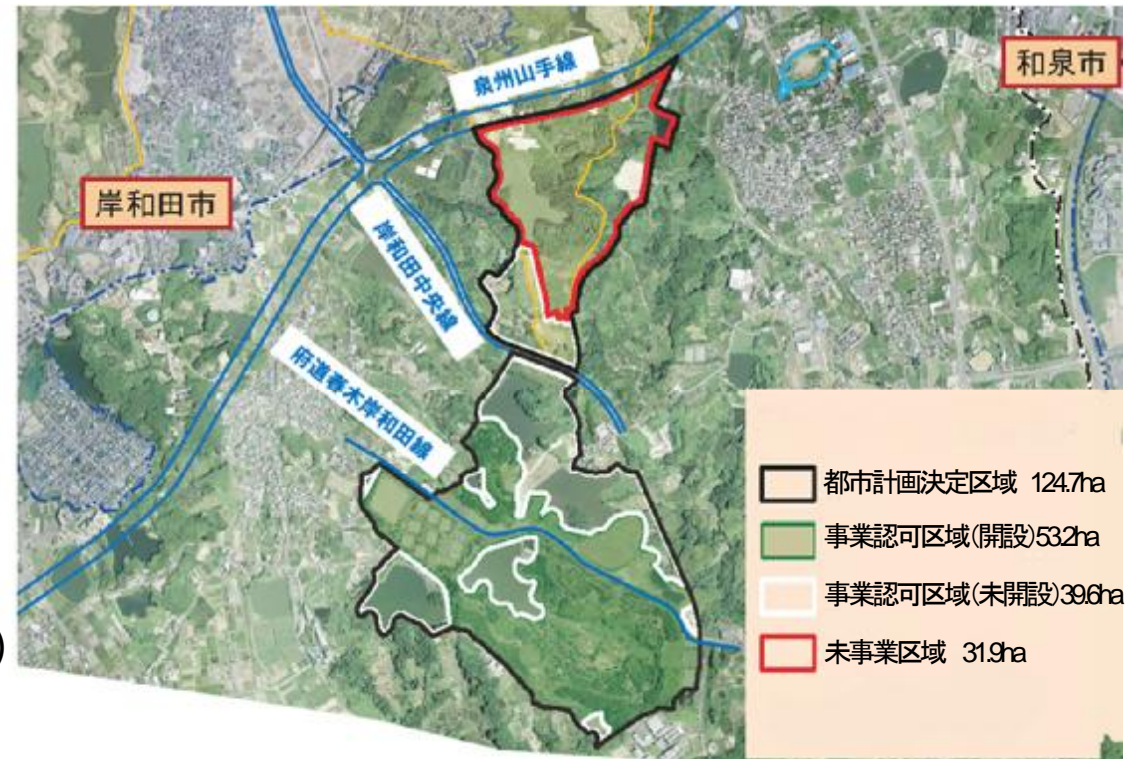 泉州山手線
和泉市
岸和田市
岸和田中央線
府道春木岸和田線
都市計画決定区域 124.7ha
事業認可区域(開設)53.2ha
事業認可区域(未開設)39.6ha
未事業区域 31.9ha
)